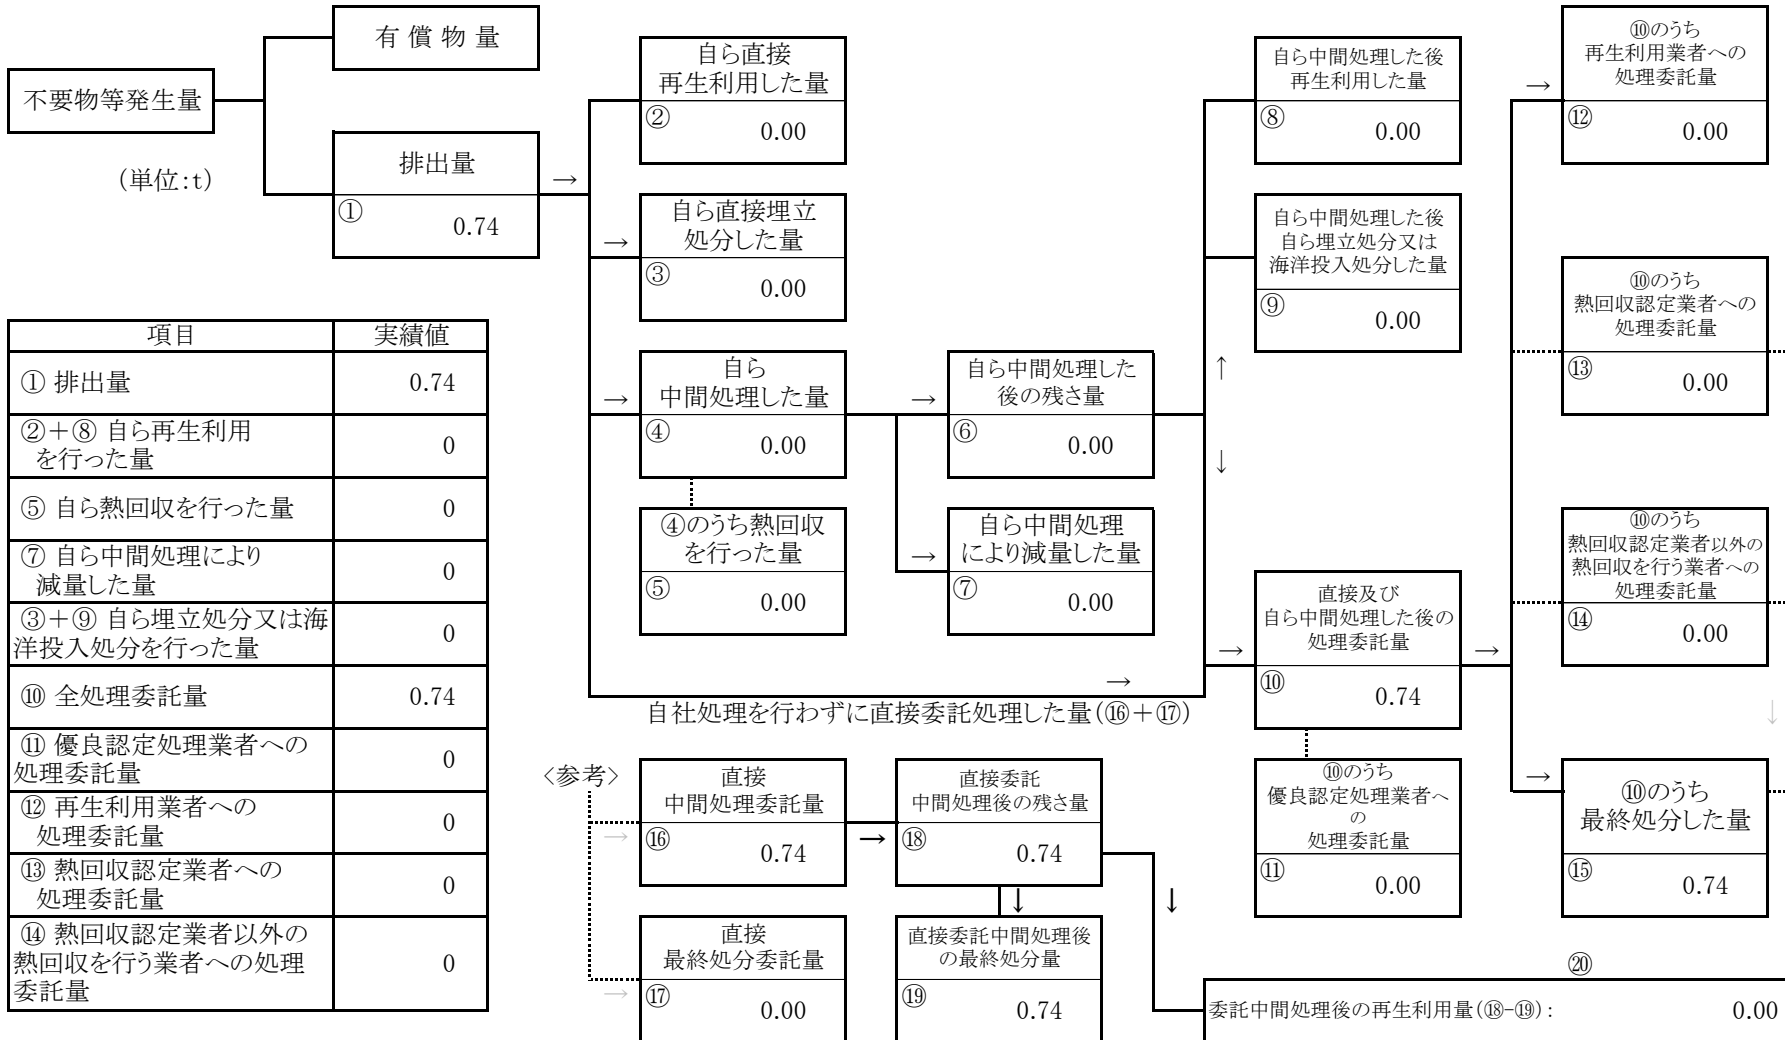 不要物等発生量
有 償 物 量
(単位:t)
排出量
①
0.74
→
自ら直接
再生利用した量
②
0.00
→
自ら直接埋立
処分した量
③
0.00
→
自ら
中間処理した量
④
0.00
④のうち熱回収
を行った量
⑤
0.00
→
自ら中間処理した
後の残さ量
⑥
0.00
→
自ら中間処理
により減量した量
⑦
0.00
↑
↓
自ら中間処理した後
再生利用した量
⑧
0.00
自ら中間処理した後
自ら埋立処分又は
海洋投入処分した量
⑨
0.00
→
自社処理を行わずに直接委託処理した量(⑯+⑰)
→
直接及び
自ら中間処理した後の
処理委託量
⑩
0.74
→
⑩のうち
優良認定処理業者へ
の
処理委託量
⑪
0.00
→
⑩のうち
再生利用業者への
処理委託量
⑫
0.00
⑩のうち
熱回収認定業者への
処理委託量
⑬
0.00
⑩のうち
熱回収認定業者以外の
熱回収を行う業者への
処理委託量
⑭
0.00
↓
→
⑩のうち
最終処分した量
⑮
0.74
〈参考〉
→
直接
中間処理委託量
⑯
0.74
→
直接委託
中間処理後の残さ量
⑱
0.74
↓
↓
→
直接
最終処分委託量
⑰
0.00
直接委託中間処理後
の最終処分量
⑲
0.74
⑳
委託中間処理後の再生利用量(⑱-⑲): 0.00
項目 実績値
① 排出量 0.74
②+⑧ 自ら再生利用
を行った量 0
⑤ 自ら熱回収を行った量 0
⑦ 自ら中間処理により
減量した量 0
③+⑨ 自ら埋立処分又は海
洋投入処分を行った量 0
⑩ 全処理委託量 0.74
⑪ 優良認定処理業者への
処理委託量 0
⑫ 再生利用業者への
処理委託量 0
⑬ 熱回収認定業者への
処理委託量 0
⑭ 熱回収認定業者以外の
熱回収を行う業者への処理
委託量 0